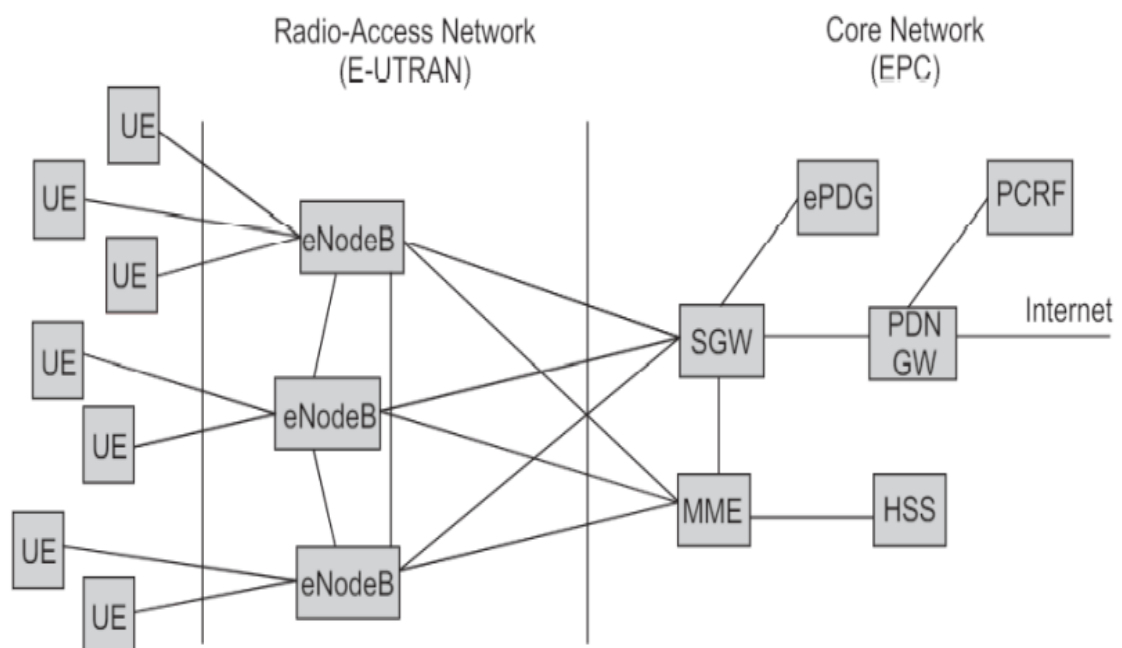 Radio-Access Network
(E-UTRAN)
Core Network
(EPC)
UE
UE
UE
UE
UE
UE
UE
eNodeB
eNodeB
eNodeB
ePDG
PCRF
SGW
PDN
GW
Internet
MME
HSS